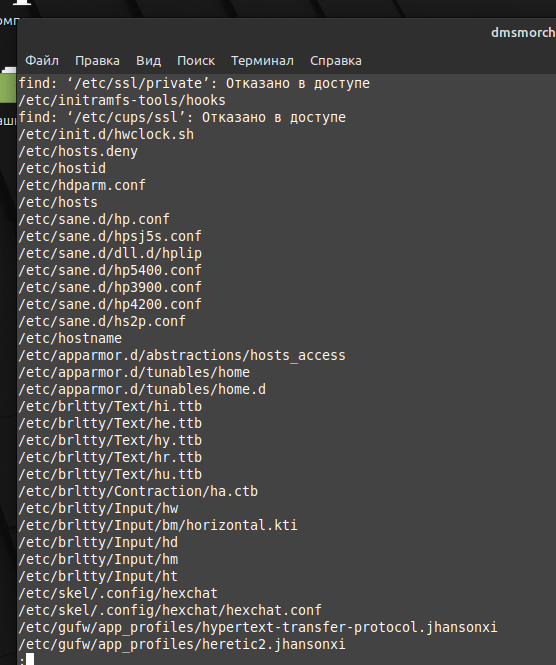 dmsmorch
Файл Правка Вид Поиск Терминал Справка
find: ‘/etc/ssl/private’: Отказано в доступе
/etc/initramfs-tools/hooks
find: ‘/etc/cups/ssl’: Отказано в доступе
/etc/init.d/hwclock.sh
/etc/hosts.deny
/etc/hostid
/etc/hdparm.conf
/etc/hosts
/etc/sane.d/hp.conf
/etc/sane.d/hpsj5s.conf
/etc/sane.d/dll.d/hplip
/etc/sane.d/hp5400.conf
/etc/sane.d/hp3900.conf
/etc/sane.d/hp4200.conf
/etc/sane.d/hs2p.conf
/etc/hostname
/etc/apparmor.d/abstractions/hosts_access
/etc/apparmor.d/tunables/home
/etc/apparmor.d/tunables/home.d
/etc/brltty/Text/hi.ttb
/etc/brltty/Text/he.ttb
/etc/brltty/Text/hy.ttb
/etc/brltty/Text/hr.ttb
/etc/brltty/Text/hu.ttb
/etc/brltty/Contraction/ha.ctb
/etc/brltty/Input/hw
/etc/brltty/Input/bm/horizontal.kti
/etc/brltty/Input/hd
/etc/brltty/Input/hm
/etc/brltty/Input/ht
/etc/skel/.config/hexchat
/etc/skel/.config/hexchat/hexchat.conf
/etc/gufw/app_profiles/hypertext-transfer-protocol.jhansonxi
/etc/gufw/app_profiles/heretic2.jhansonxi
: